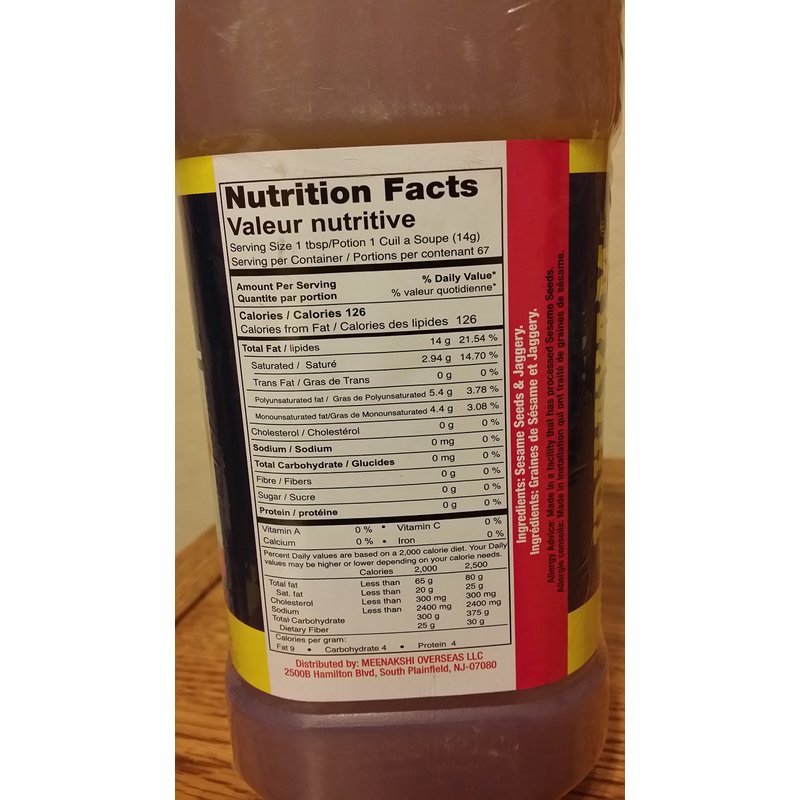 Nutrition Facts
Valeur nutritive
Serving Size 1 tbsp/Potion 1 Cuil a Soupe (14g)
Serving per Container / Portions per contenant 67
Amount Per Serving % Daily Value*
Quantite par portion % valeur quotidienne*
Calories / Calories 126
Calories from Fat / Calories des lipides 126
Total Fat / lipides 14 g 21.54 %
Saturated / Saturé 2.94 g 14.70 %
Trans Fat / Gras de Trans 0 g 0 %
Polyunsaturated fat / Gras de Polyunsaturated 5.4 g 3.78 %
Monounsaturated fat/Gras de Monounsaturated 4.4 g 3.08 %
Cholesterol / Cholestérol 0 g 0 %
Sodium / Sodium 0 mg 0 %
Total Carbohydrate / Glucides 0 mg 0 %
Fibre / Fibers 0 g 0 %
Sugar / Sucre 0 g 0 %
Protein / protéine 0 g 0 %
Vitamin A 0 % • Vitamin C 0 %
Calcium 0 % • Iron 0 %
Percent Daily values are based on a 2,000 calorie diet. Your Daily
values may be higher or lower depending on your calorie needs.
Calories 2,000 2,500
Total fat Less than 65 g 80 g
Sat. fat Less than 20 g 25 g
Cholesterol Less than 300 mg 300 mg
Sodium Less than 2400 mg 2400 mg
Total Carbohydrate 300 g 375 g
Dietary Fiber 25 g 30 g
Calories per gram:
Fat 9 • Carbohydrate 4 • Protein 4
Distributed by: MEENAKSHI OVERSEAS LLC
2500B Hamilton Blvd, South Plainfield, NJ-07080
Ingredients: Sesame Seeds & Jaggery.
Ingrédients: Graines de Sésame et Jaggery.
Allergy Advice: Made in a facility that has processed Sesame Seeds.
Allergie conseils: Made in installation qui ont traité de graines de sésame.